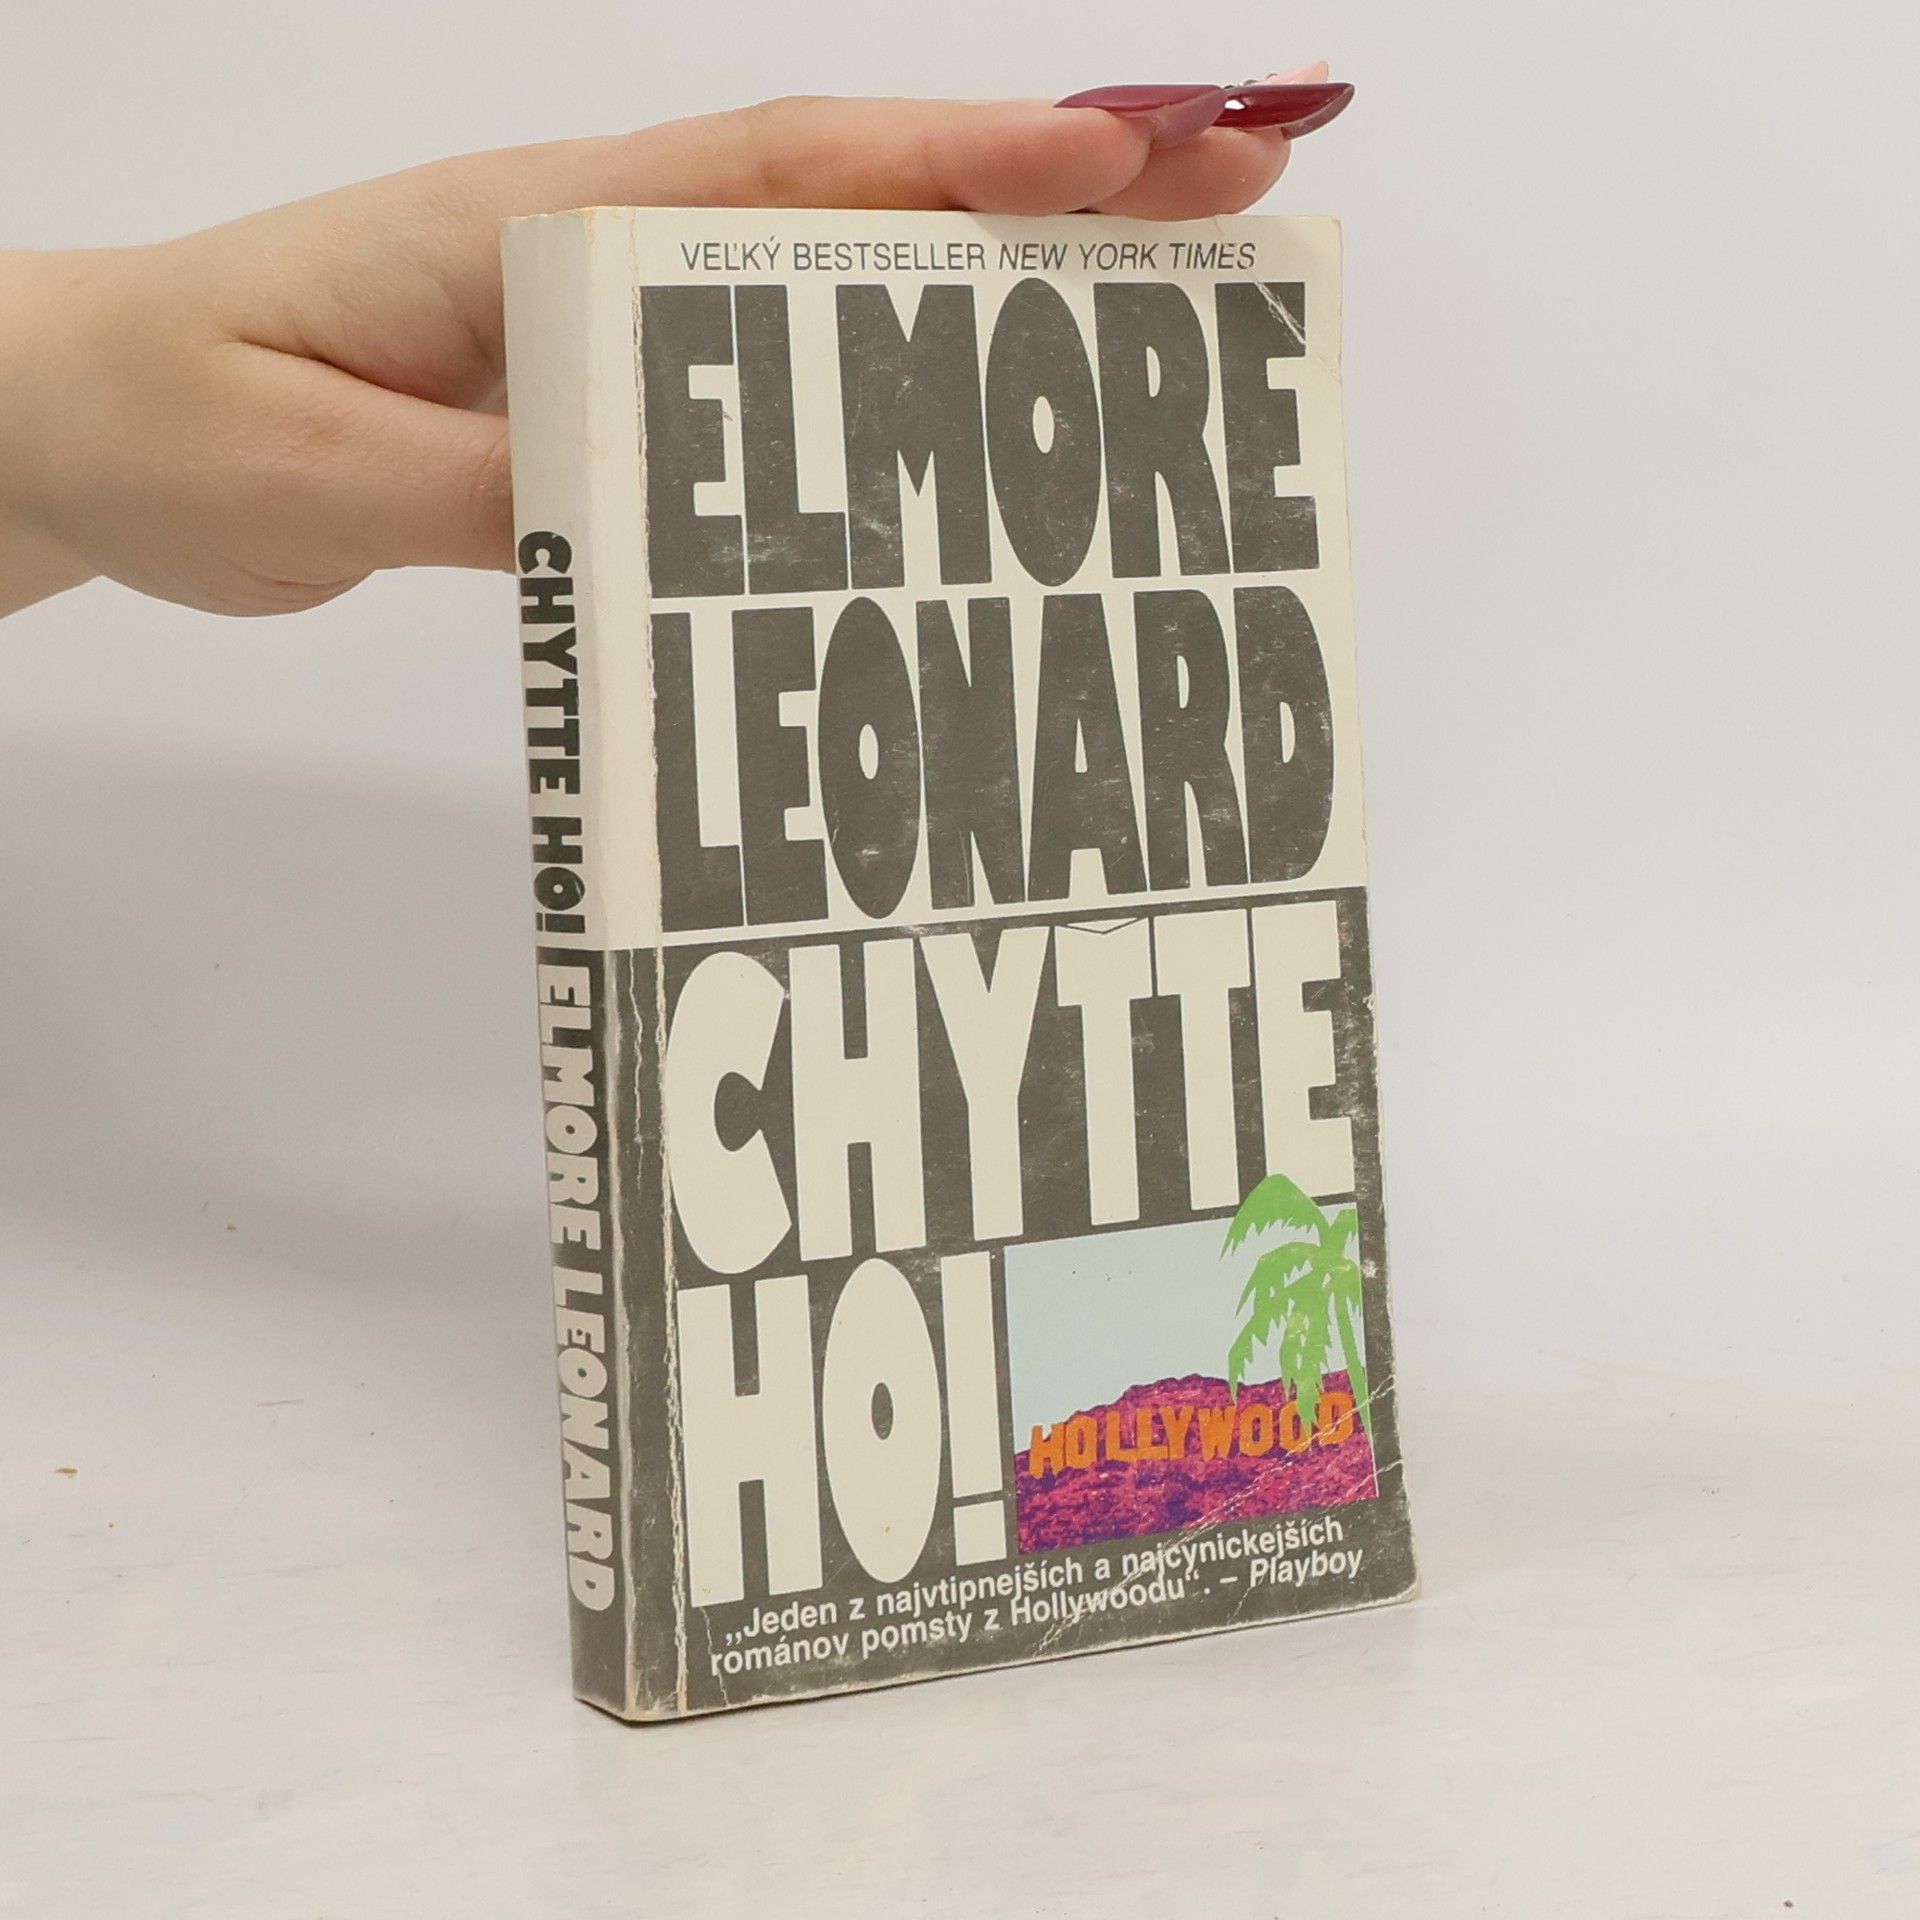 VEĽKÝ BESTSELLER NEW YORK TIMES
ELMORE
LEONARD
CHYŤTE
HO!
HOLLYWOOD
„Jeden z najvtipnejších a najcynickejších
románov pomsty z Hollywoodu“. – Playboy
CHYTTE HO! ELMORE LEONARD